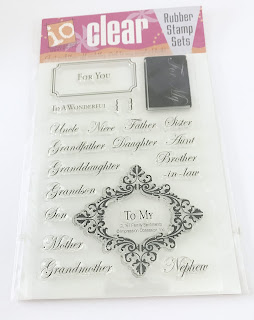 io clear
Rubber
Stamp
Sets
For You
To A Wonderful
Uncle Niece Father Sister
Grandfather Daughter Aunt
Granddaughter Brother
-in-law
Grandson
Son
To My
Mother
Grandmother Nephew